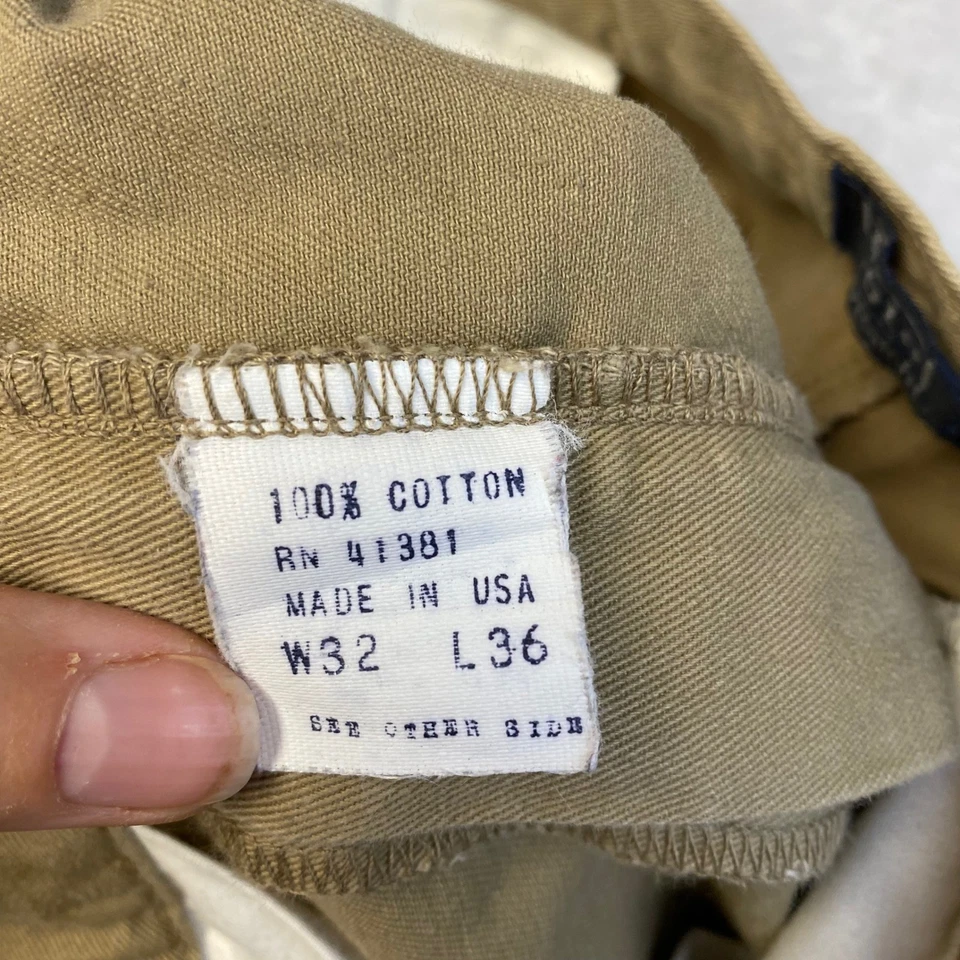 100% COTTON
RN 41381
MADE IN USA
W32 L36
SEE OTHER SIDE